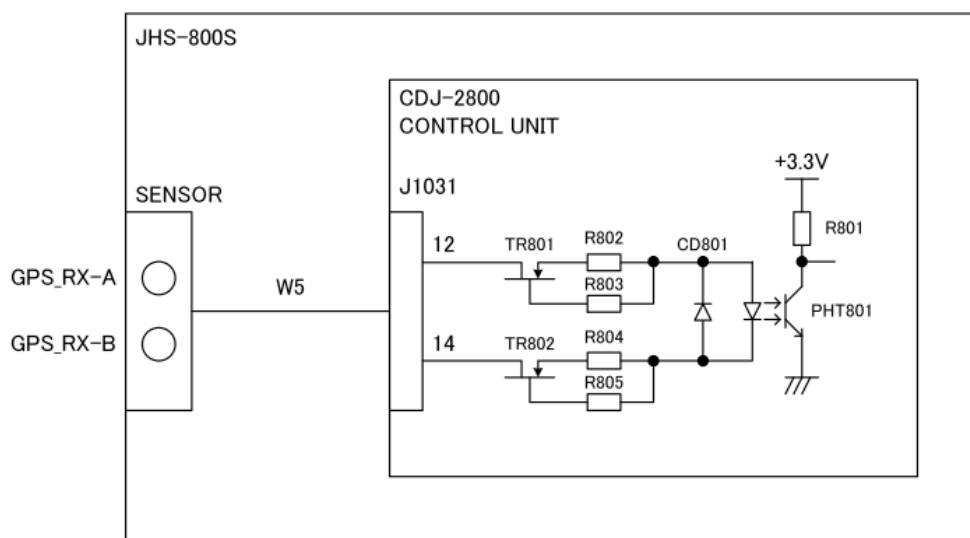 JHS-800S
CDJ-2800
CONTROL UNIT
+3.3V
SENSOR
J1031
R801
12
TR801
R802
CD801
GPS_RX-A
W5
R803
PHT801
GPS_RX-B
14
TR802
R804
R805